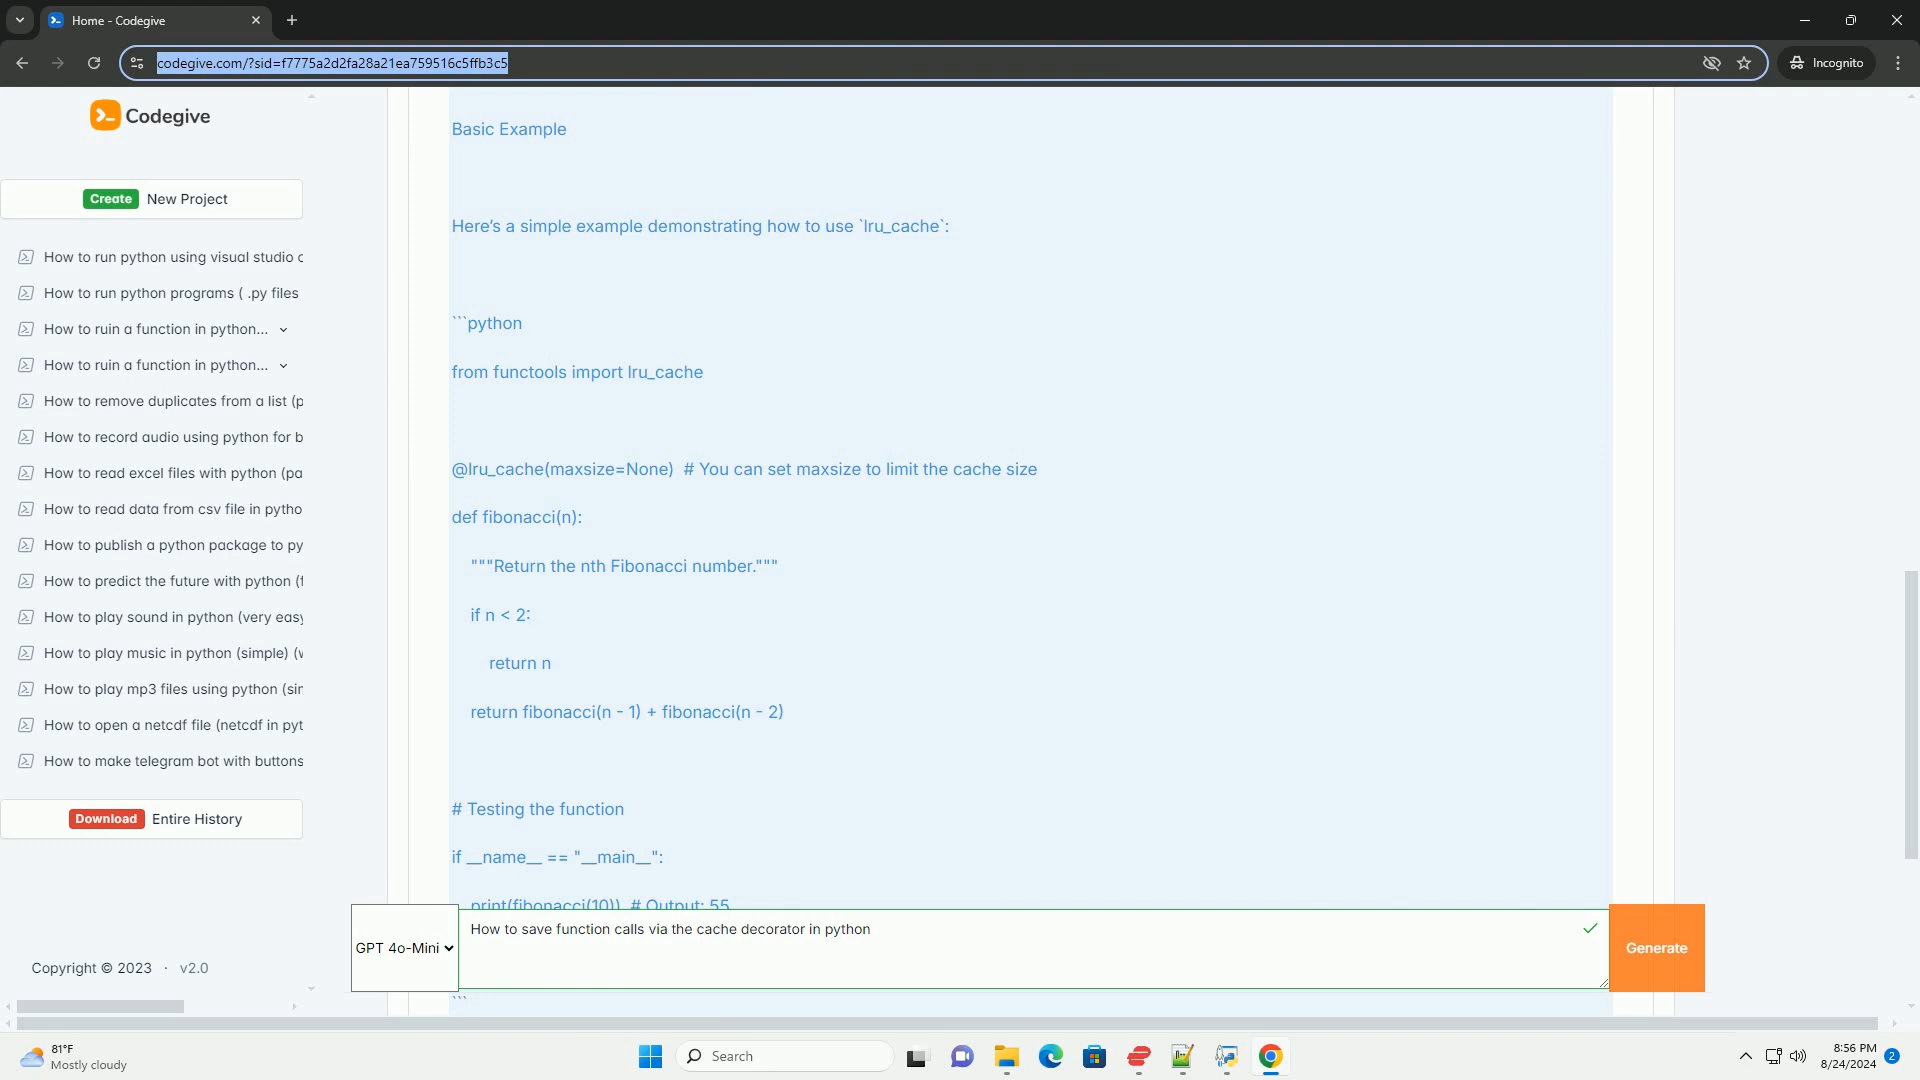 Home - Codegive
codegive.com/?sid=f7775a2d2fa28a21ea759516c5ffb3c5
Incognito
Codegive
Create New Project
How to run python using visual studio c
How to run python programs ( .py files
How to ruin a function in python...
How to ruin a function in python...
How to remove duplicates from a list (p
How to record audio using python for b
How to read excel files with python (pa
How to read data from csv file in pytho
How to publish a python package to py
How to predict the future with python (f
How to play sound in python (very easy
How to play music in python (simple) (w
How to play mp3 files using python (sin
How to open a netcdf file (netcdf in pyt
How to make telegram bot with buttons
Download Entire History
Copyright © 2023 · v2.0
Basic Example
Here's a simple example demonstrating how to use `lru_cache`:
```python
from functools import lru_cache
@lru_cache(maxsize=None)  # You can set maxsize to limit the cache size
def fibonacci(n):
    """Return the nth Fibonacci number."""
    if n < 2:
        return n
    return fibonacci(n - 1) + fibonacci(n - 2)
# Testing the function
if __name__ == "__main__":
    print(fibonacci(10))  # Output: 55
```
GPT 4o-Mini
How to save function calls via the cache decorator in python
Generate
81°F
Mostly cloudy
Search
8:56 PM
8/24/2024
2